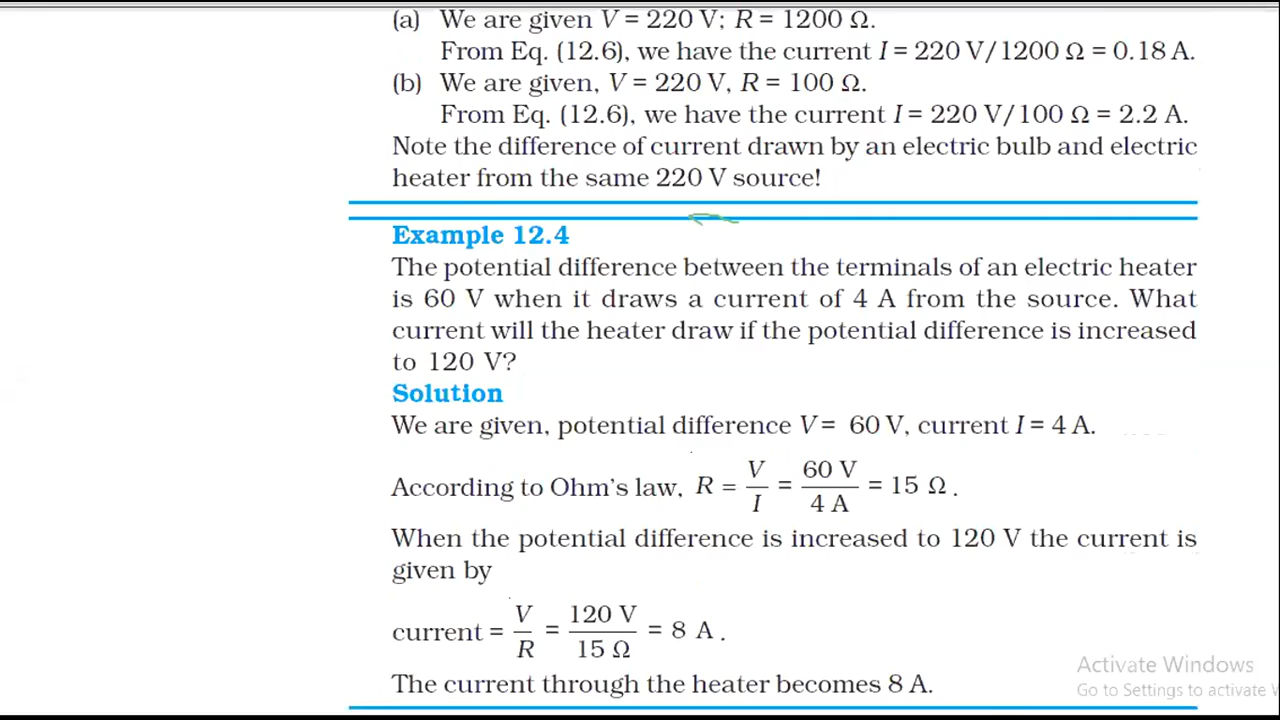 (a) We are given V = 220 V; R = 1200 Ω.
From Eq. (12.6), we have the current I = 220 V/1200 Ω = 0.18 A.
(b) We are given, V = 220 V, R = 100 Ω.
From Eq. (12.6), we have the current I = 220 V/100 Ω = 2.2 A.
Note the difference of current drawn by an electric bulb and electric
heater from the same 220 V source!
Example 12.4
The potential difference between the terminals of an electric heater
is 60 V when it draws a current of 4 A from the source. What
current will the heater draw if the potential difference is increased
to 120 V?
Solution
We are given, potential difference V = 60 V, current I = 4 A.
According to Ohm's law, R = V/I = 60 V/4 A = 15 Ω.
When the potential difference is increased to 120 V the current is
given by
current = V/R = 120 V/15 Ω = 8 A.
The current through the heater becomes 8 A.
Activate Windows
Go to Settings to activate W